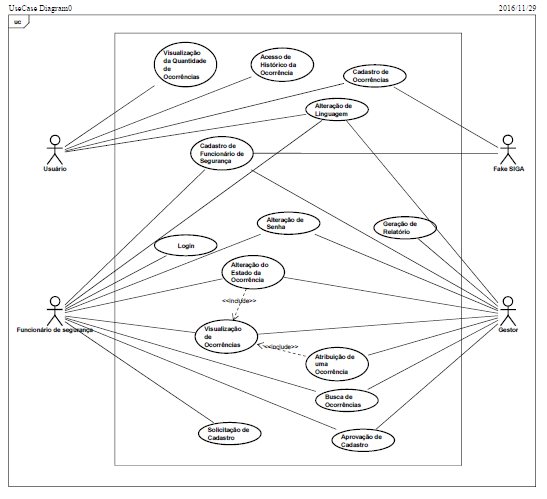 UseCase Diagram0
2016/11/29
uc
Visualização
da Quantidade
de
Ocorrências
Acesso de
Histórico da
Ocorrência
Cadastro de
Ocorrências
Alteração de
Linguagem
Cadastro de
Funcionário de
Segurança
Usuário
Fake SIGA
Alteração de
Senha
Geração de
Relatório
Login
Alteração do
Estado da
Ocorrência
<<include>>
Funcionário de segurança
Gestor
Visualização
de
Ocorrências
<<include>>
Atribuição de
uma
Ocorrência
Busca de
Ocorrências
Solicitação de
Cadastro
Aprovação de
Cadastro